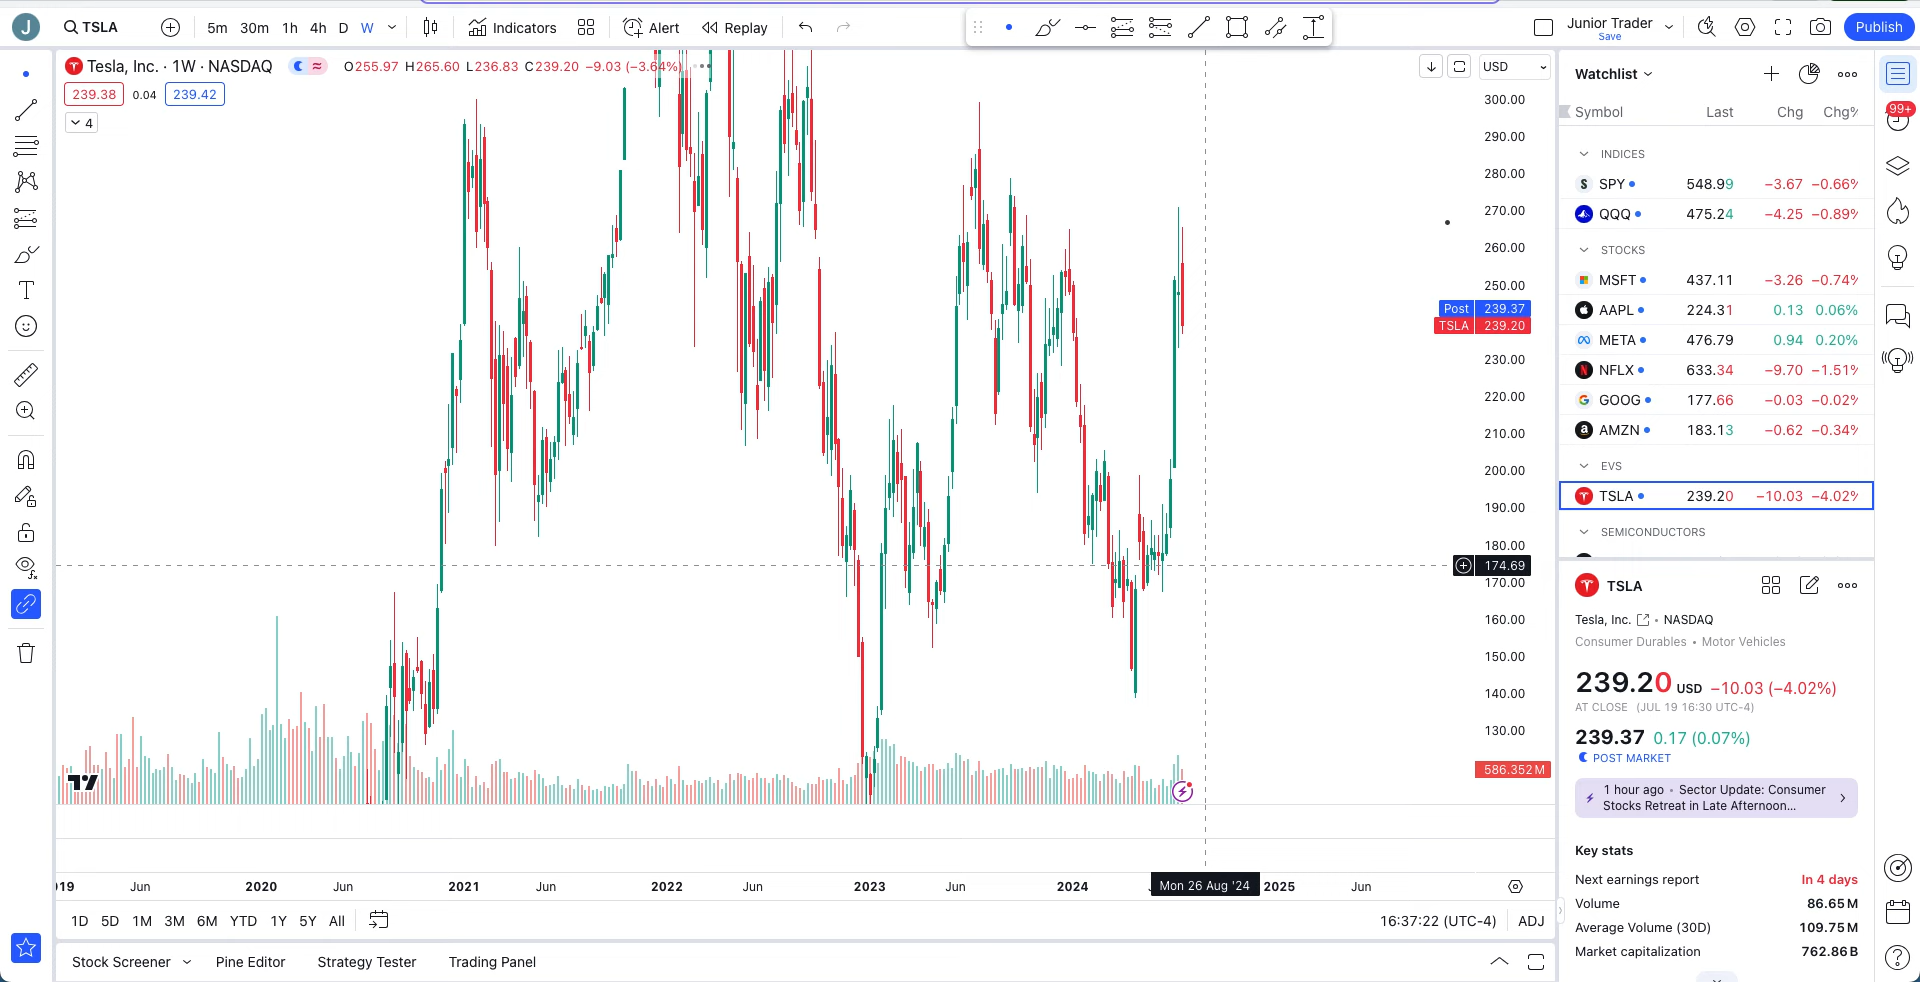 J
TSLA
5m 30m 1h 4h D W
Indicators
Alert
Replay
Junior Trader
Save
Publish
Tesla, Inc. · 1W · NASDAQ
O255.97 H265.60 L236.83 C239.20 −9.03 (−3.64%)
239.38 0.04 239.42
4
USD
300.00
290.00
280.00
270.00
260.00
250.00
Post 239.37
TSLA 239.20
230.00
220.00
210.00
200.00
190.00
180.00
174.69
170.00
160.00
150.00
140.00
130.00
586.352M
19 Jun 2020 Jun 2021 Jun 2022 Jun 2023 Jun 2024 Mon 26 Aug '24 2025 Jun
1D 5D 1M 3M 6M YTD 1Y 5Y All
16:37:22 (UTC-4) ADJ
Stock Screener Pine Editor Strategy Tester Trading Panel
Watchlist
Symbol Last Chg Chg%
INDICES
SPY 548.99 −3.67 −0.66%
QQQ 475.24 −4.25 −0.89%
STOCKS
MSFT 437.11 −3.26 −0.74%
AAPL 224.31 0.13 0.06%
META 476.79 0.94 0.20%
NFLX 633.34 −9.70 −1.51%
GOOG 177.66 −0.03 −0.02%
AMZN 183.13 −0.62 −0.34%
EVS
TSLA 239.20 −10.03 −4.02%
SEMICONDUCTORS
TSLA
Tesla, Inc. • NASDAQ
Consumer Durables • Motor Vehicles
239.20 USD −10.03 (−4.02%)
AT CLOSE (JUL 19 16:30 UTC-4)
239.37 0.17 (0.07%)
POST MARKET
1 hour ago • Sector Update: Consumer
Stocks Retreat in Late Afternoon...
Key stats
Next earnings report In 4 days
Volume 86.65M
Average Volume (30D) 109.75M
Market capitalization 762.86B
99+